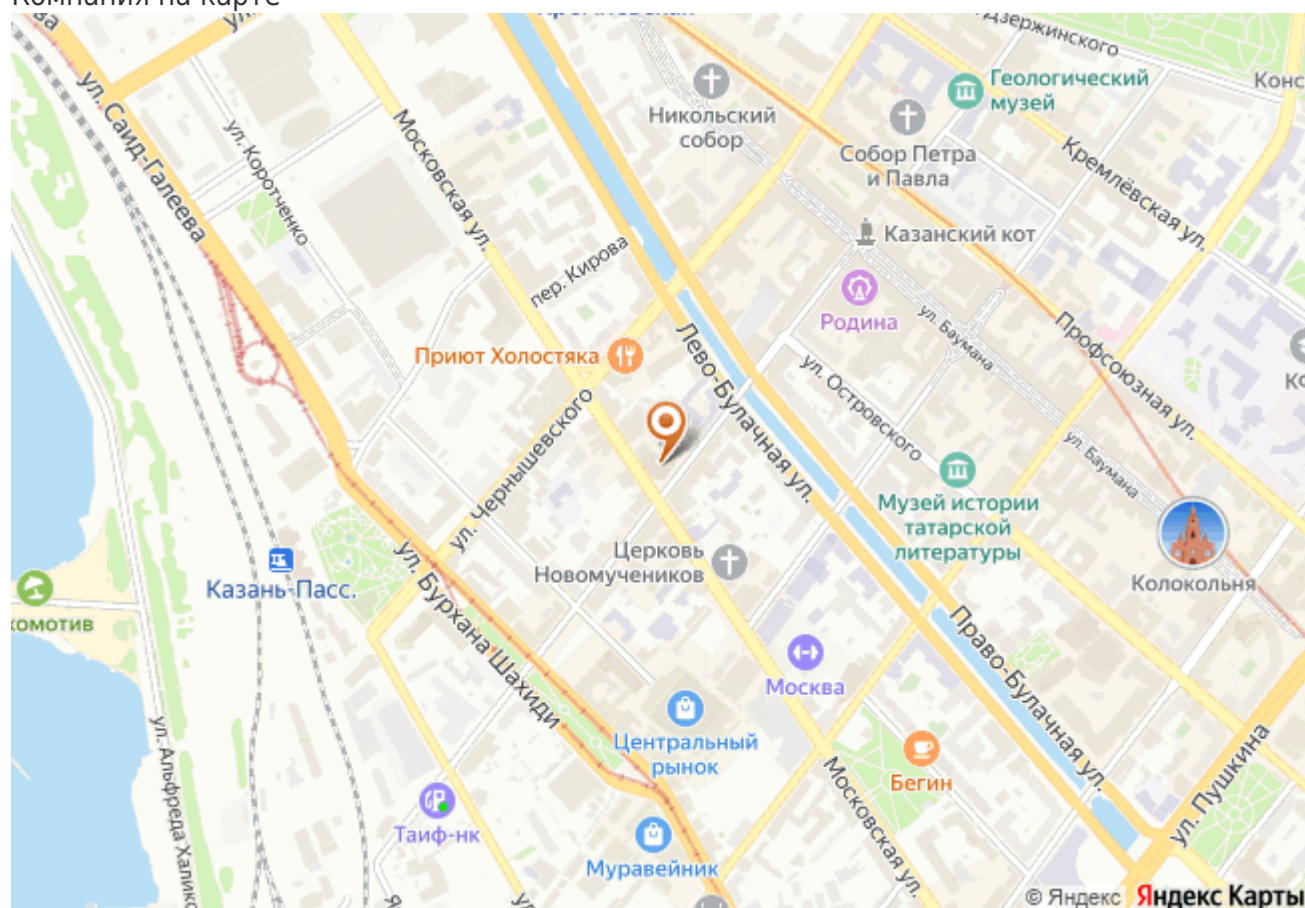 Компания на карте
Кремлёвская
Дзержинского
Геологический
музей
Конс
Никольский
собор
Собор Петра
и Павла
Кремлёвская ул.
ул. Саид-Галеева
ул. Коротченко
Московская ул.
Казанский кот
пер. Кирова
Родина
ул. Баумана
Профсоюзная ул.
Приют Холостяка
Лево-Булачная ул.
ул. Островского
ул. Чернышевского
ул. Баумана
Музей истории
татарской
литературы
Церковь
Новомучеников
Колокольня
Казань-Пасс.
комотив
ул. Бурхана Шахиди
Право-Булачная ул.
Москва
Центральный
рынок
Бегин
ул. Пушкина
ул. Альфреда Халико
Таиф-нк
Московская ул.
Муравейник
© Яндекс Яндекс Карты